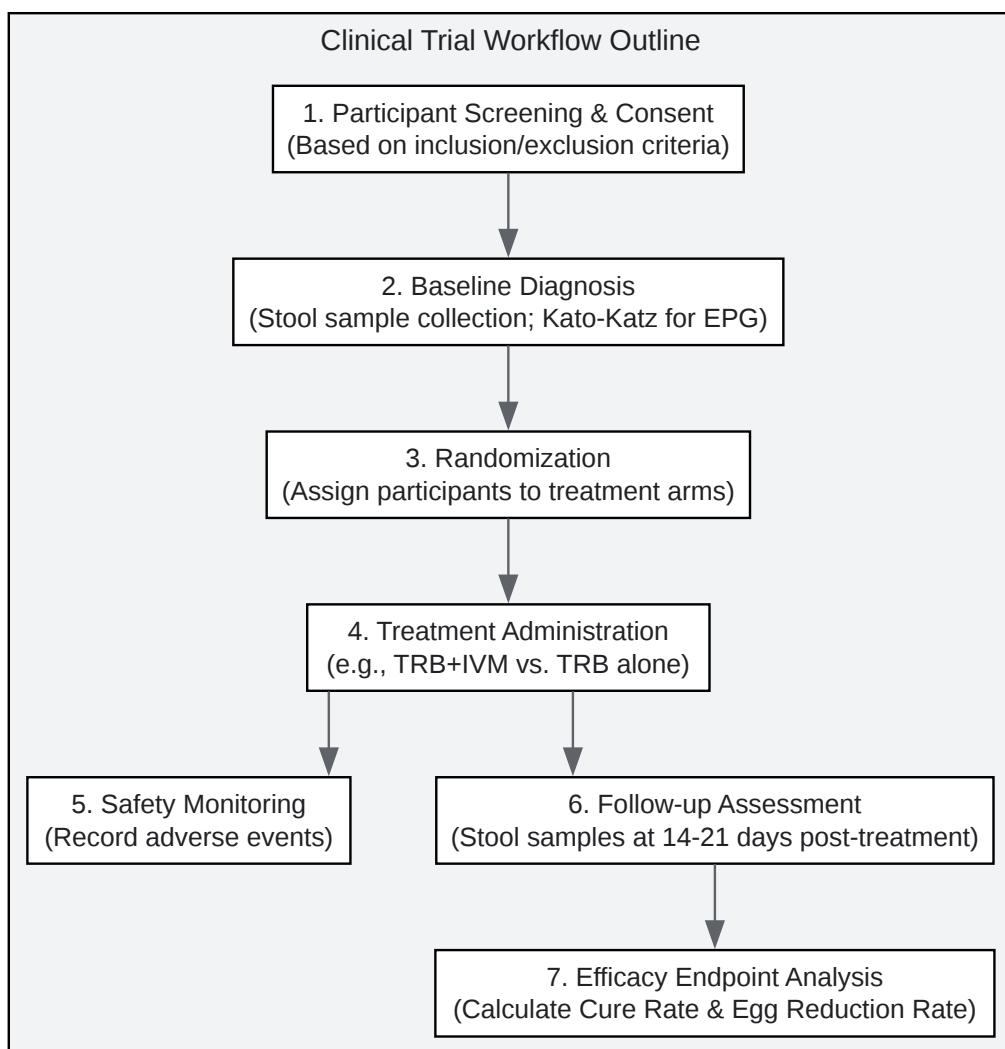 Clinical Trial Workflow Outline
1. Participant Screening & Consent
(Based on inclusion/exclusion criteria)
2. Baseline Diagnosis
(Stool sample collection; Kato-Katz for EPG)
3. Randomization
(Assign participants to treatment arms)
4. Treatment Administration
(e.g., TRB+IVM vs. TRB alone)
5. Safety Monitoring
(Record adverse events)
6. Follow-up Assessment
(Stool samples at 14-21 days post-treatment)
7. Efficacy Endpoint Analysis
(Calculate Cure Rate & Egg Reduction Rate)